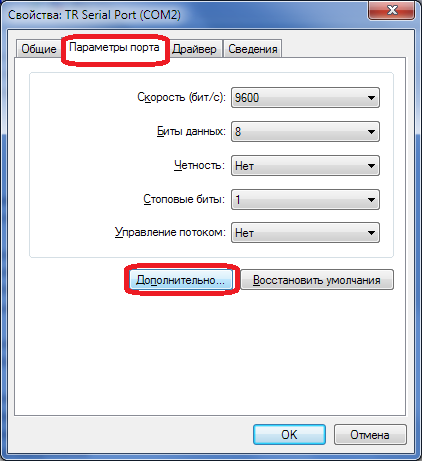 Свойства: TR Serial Port (COM2)
Общие Параметры порта Драйвер Сведения
Скорость (бит/с): 9600
Биты данных: 8
Четность: Нет
Стоповые биты: 1
Управление потоком: Нет
Дополнительно... Восстановить умолчания
OK Отмена